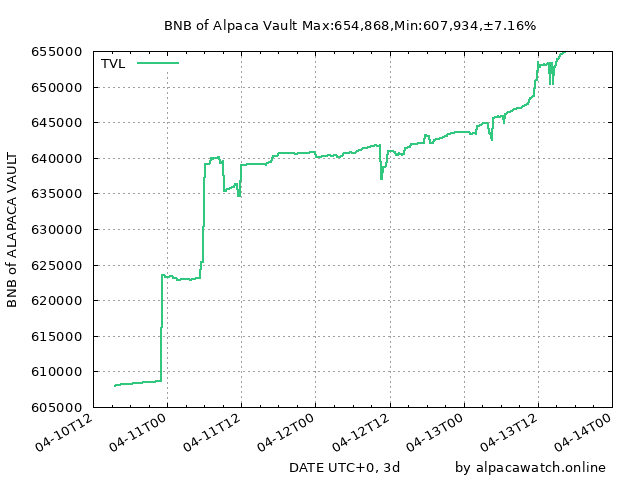 BNB of Alpaca Vault Max:654,868,Min:607,934,±7.16%
TVL
655000
650000
645000
640000
635000
630000
625000
620000
615000
610000
605000
BNB of ALAPACA VAULT
04-10T12
04-11T00
04-11T12
04-12T00
04-12T12
04-13T00
04-13T12
04-14T00
DATE UTC+0, 3d
by alpacawatch.online